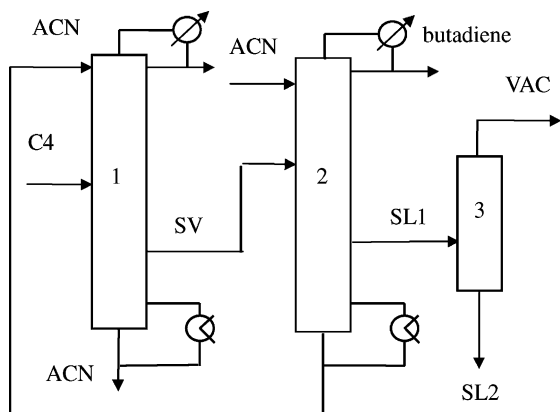 ACN
ACN
butadiene
VAC
C4
1
2
3
SV
SL1
ACN
SL2